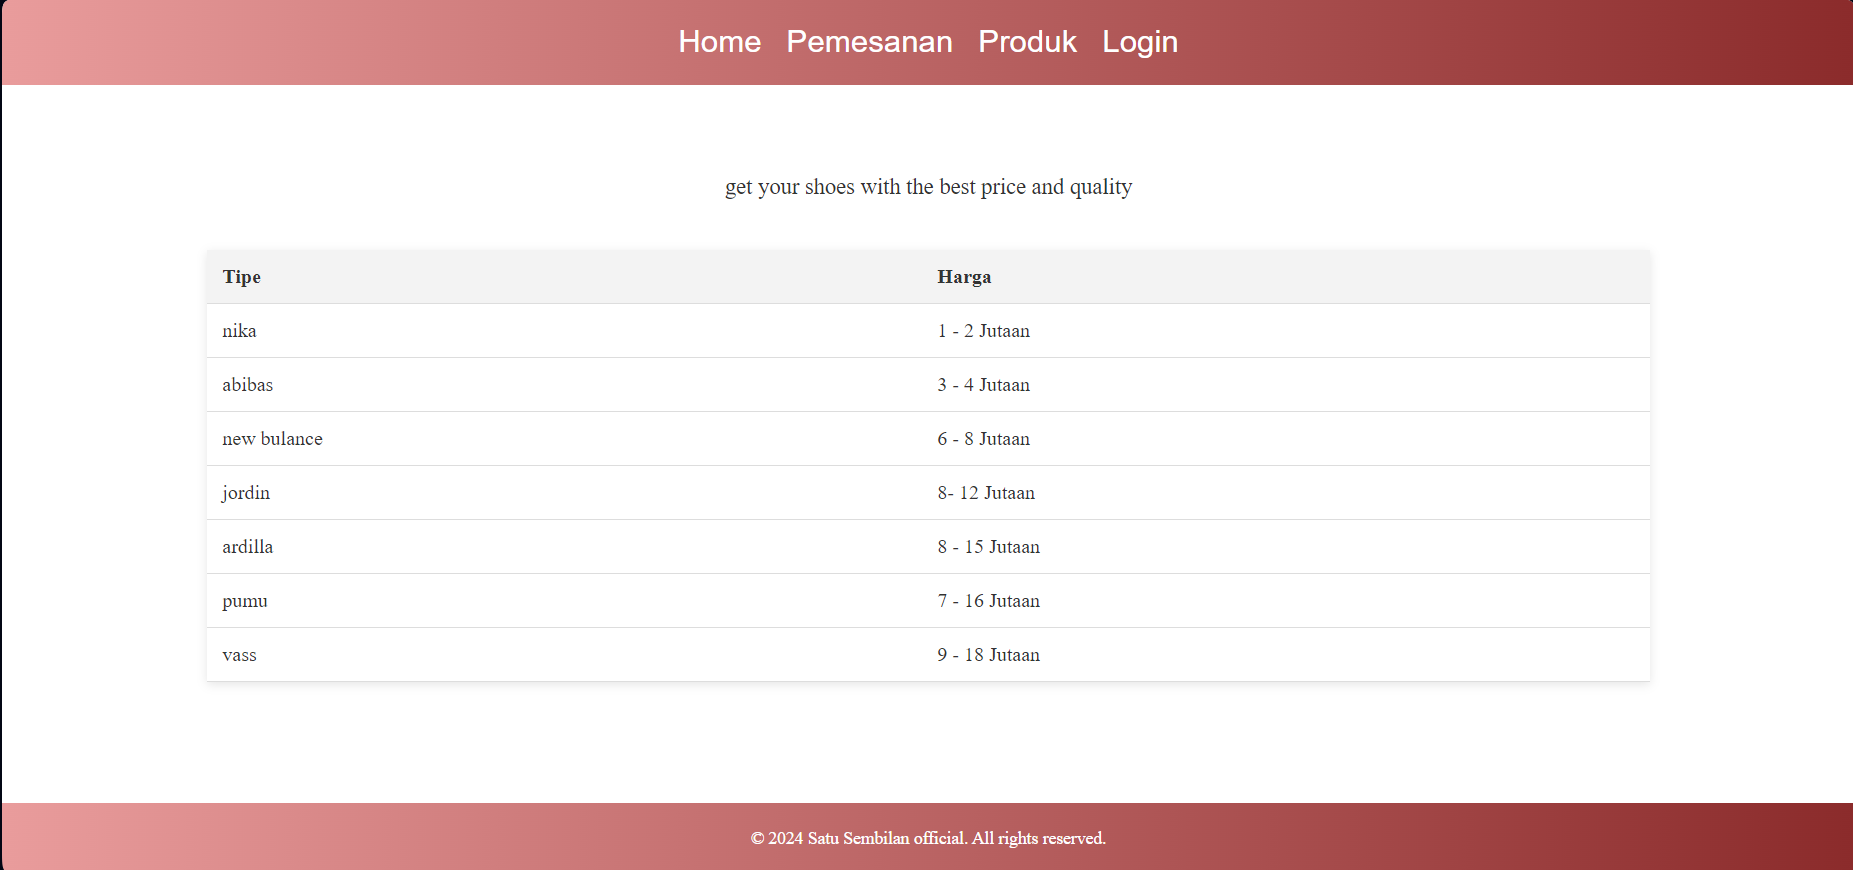 Home Pemesanan Produk Login
get your shoes with the best price and quality
Tipe Harga
nika 1 - 2 Jutaan
abibas 3 - 4 Jutaan
new bulance 6 - 8 Jutaan
jordin 8- 12 Jutaan
ardilla 8 - 15 Jutaan
pumu 7 - 16 Jutaan
vass 9 - 18 Jutaan
© 2024 Satu Sembilan official. All rights reserved.